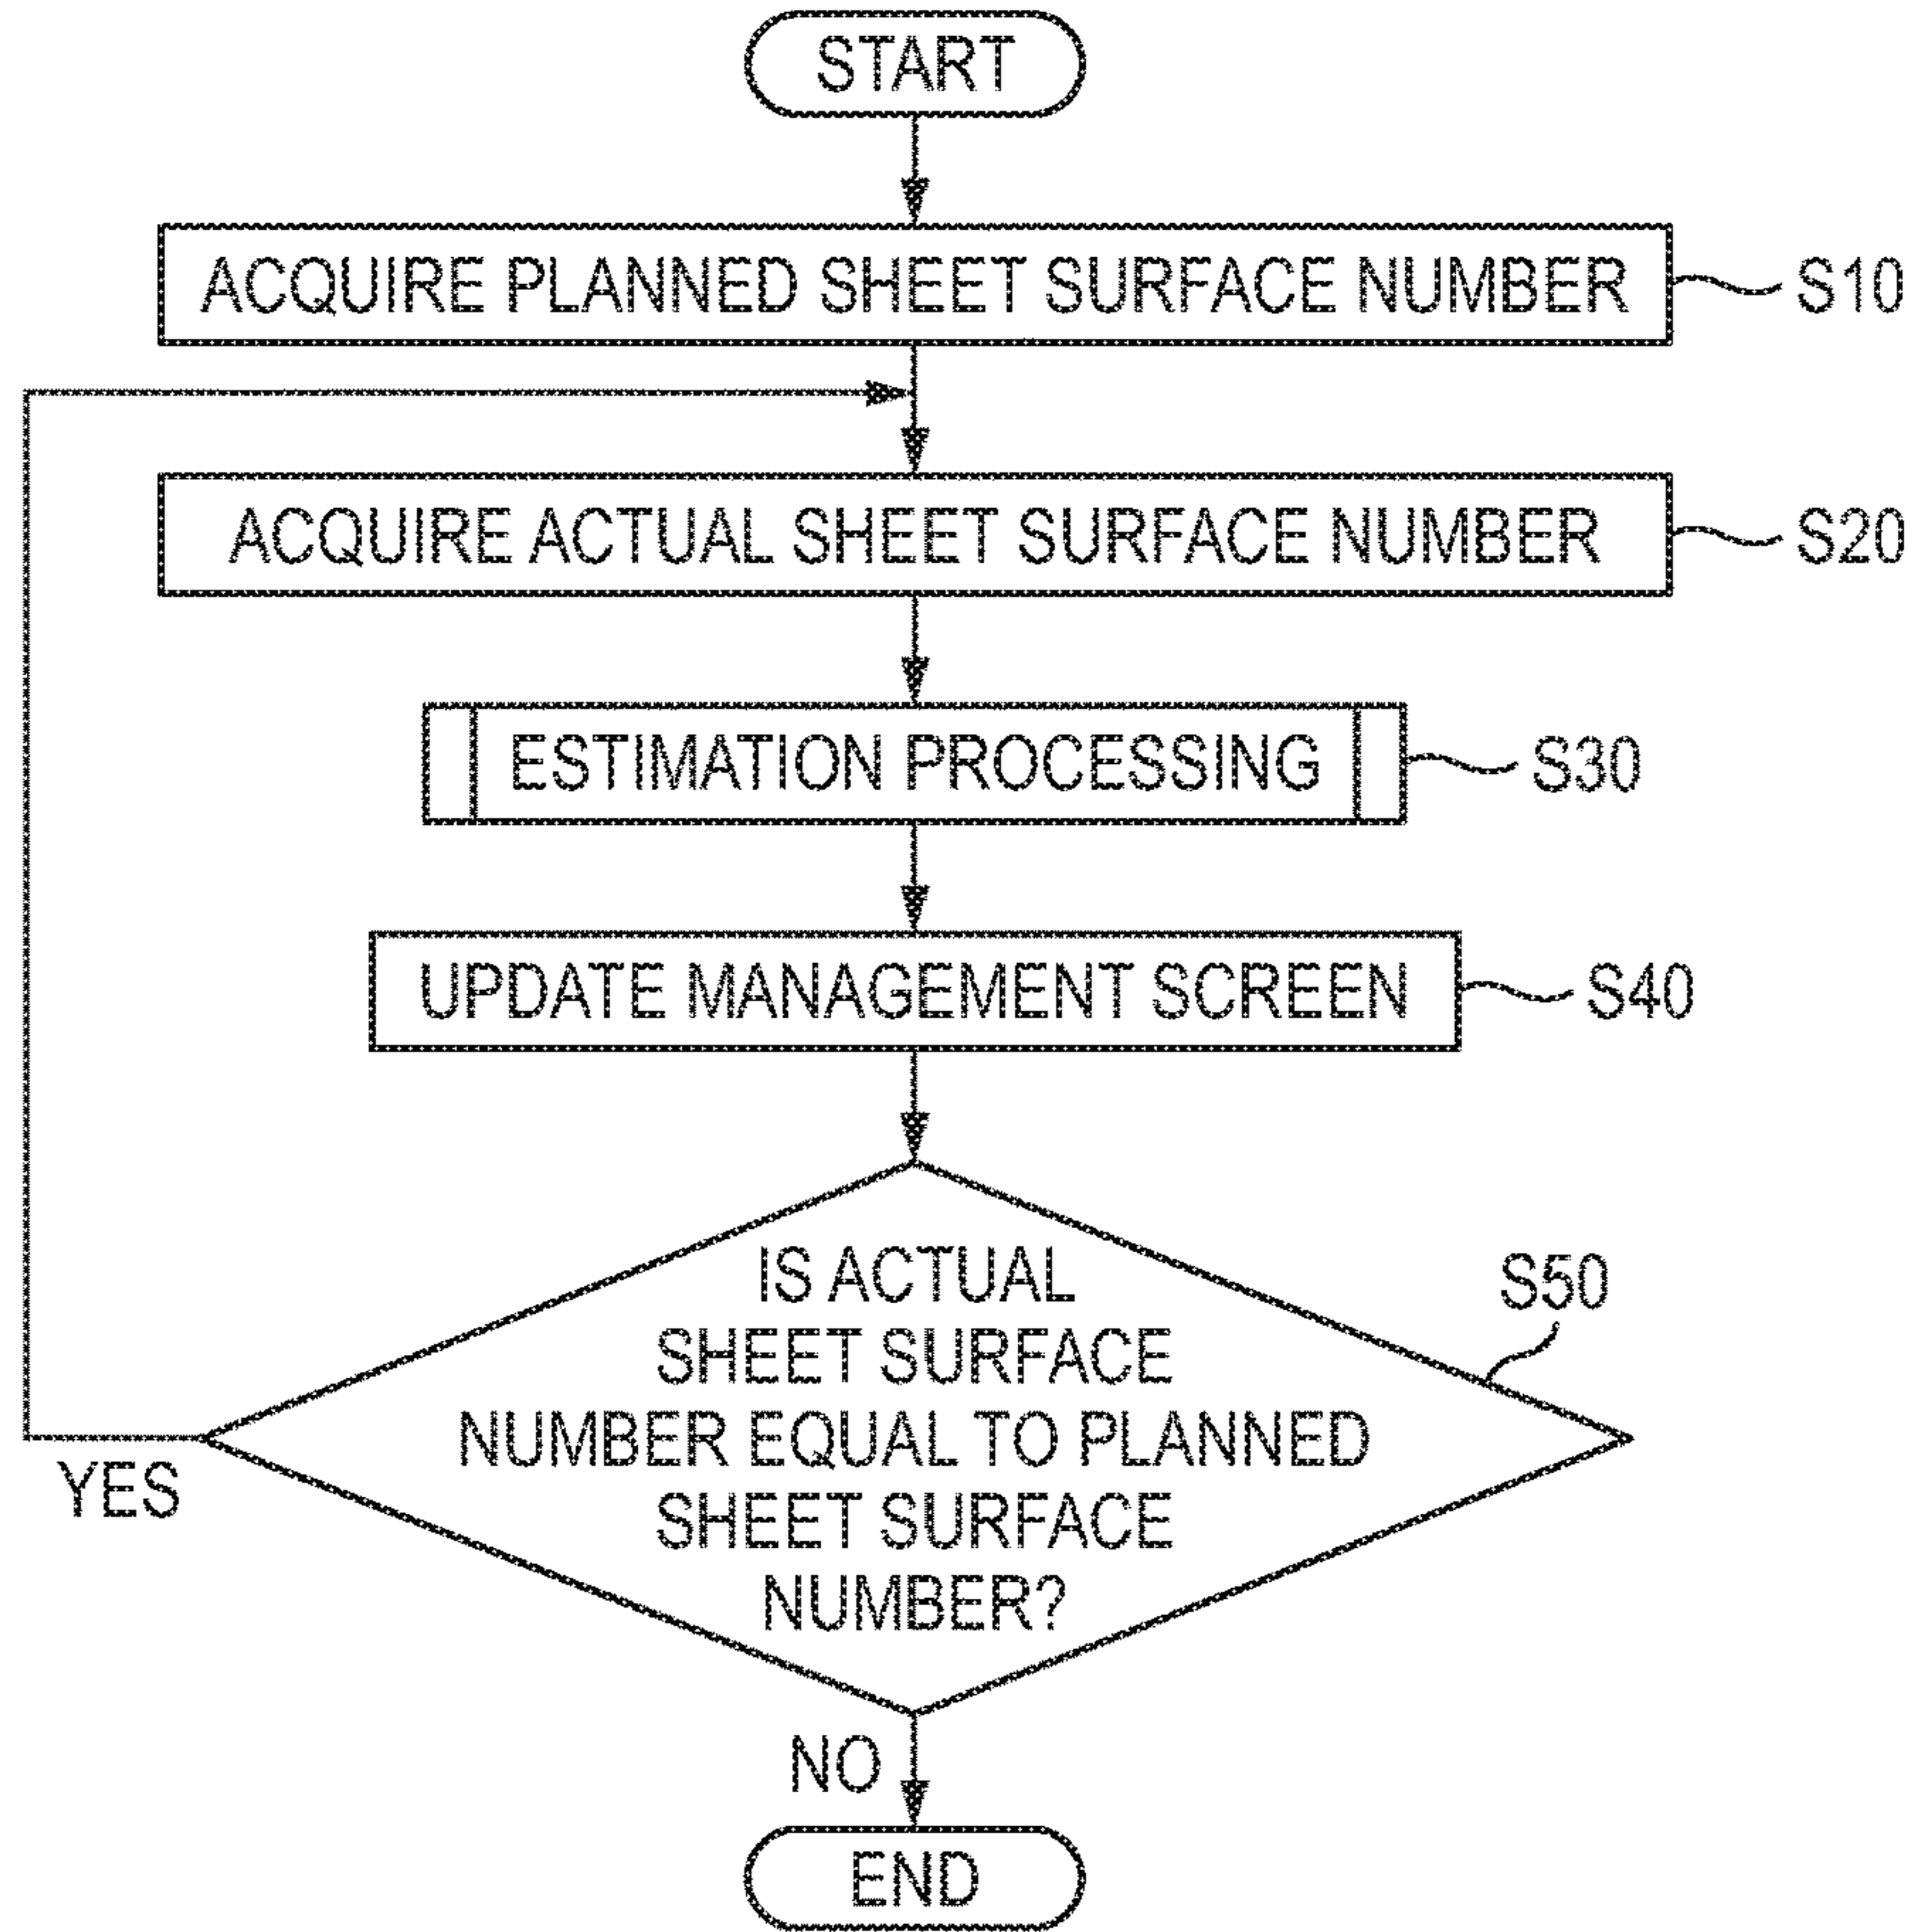 START
ACQUIRE PLANNED SHEET SURFACE NUMBER
S10
ACQUIRE ACTUAL SHEET SURFACE NUMBER
S20
ESTIMATION PROCESSING
S30
UPDATE MANAGEMENT SCREEN
S40
IS ACTUAL
SHEET SURFACE
NUMBER EQUAL TO PLANNED
SHEET SURFACE
NUMBER?
S50
YES
NO
END